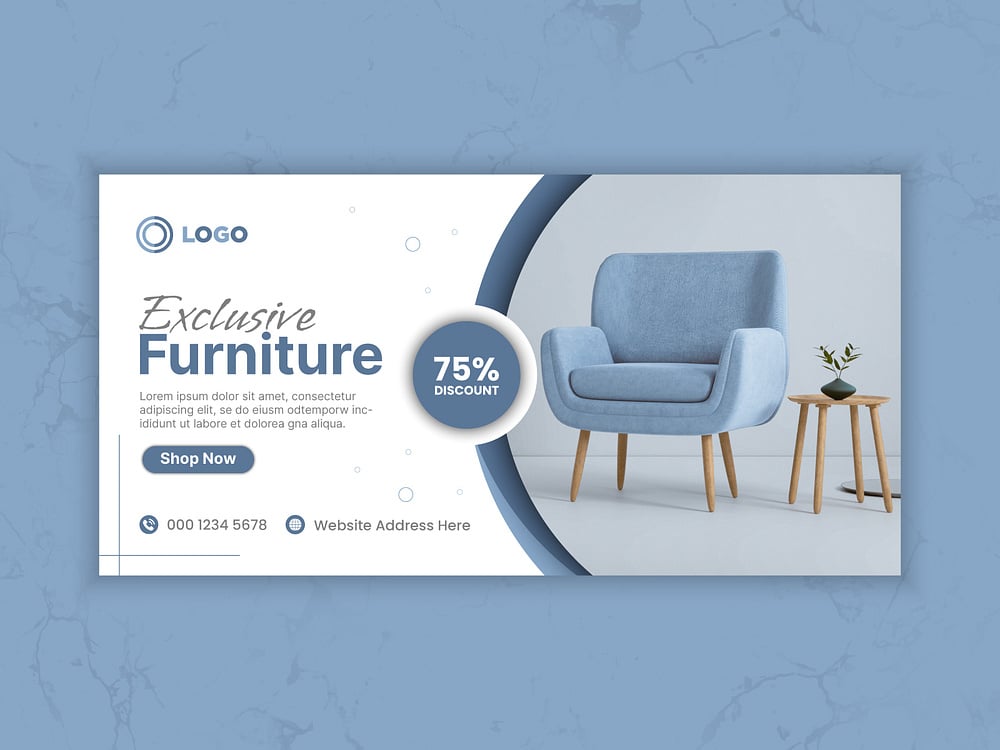 LOGO
Exclusive
Furniture
Lorem ipsum dolor sit amet, consectetur
adipiscing elit, se do eiusm odtemporw inc-
ididunt ut labore et dolorea gna aliqua.
Shop Now
000 1234 5678
Website Address Here
75%
DISCOUNT